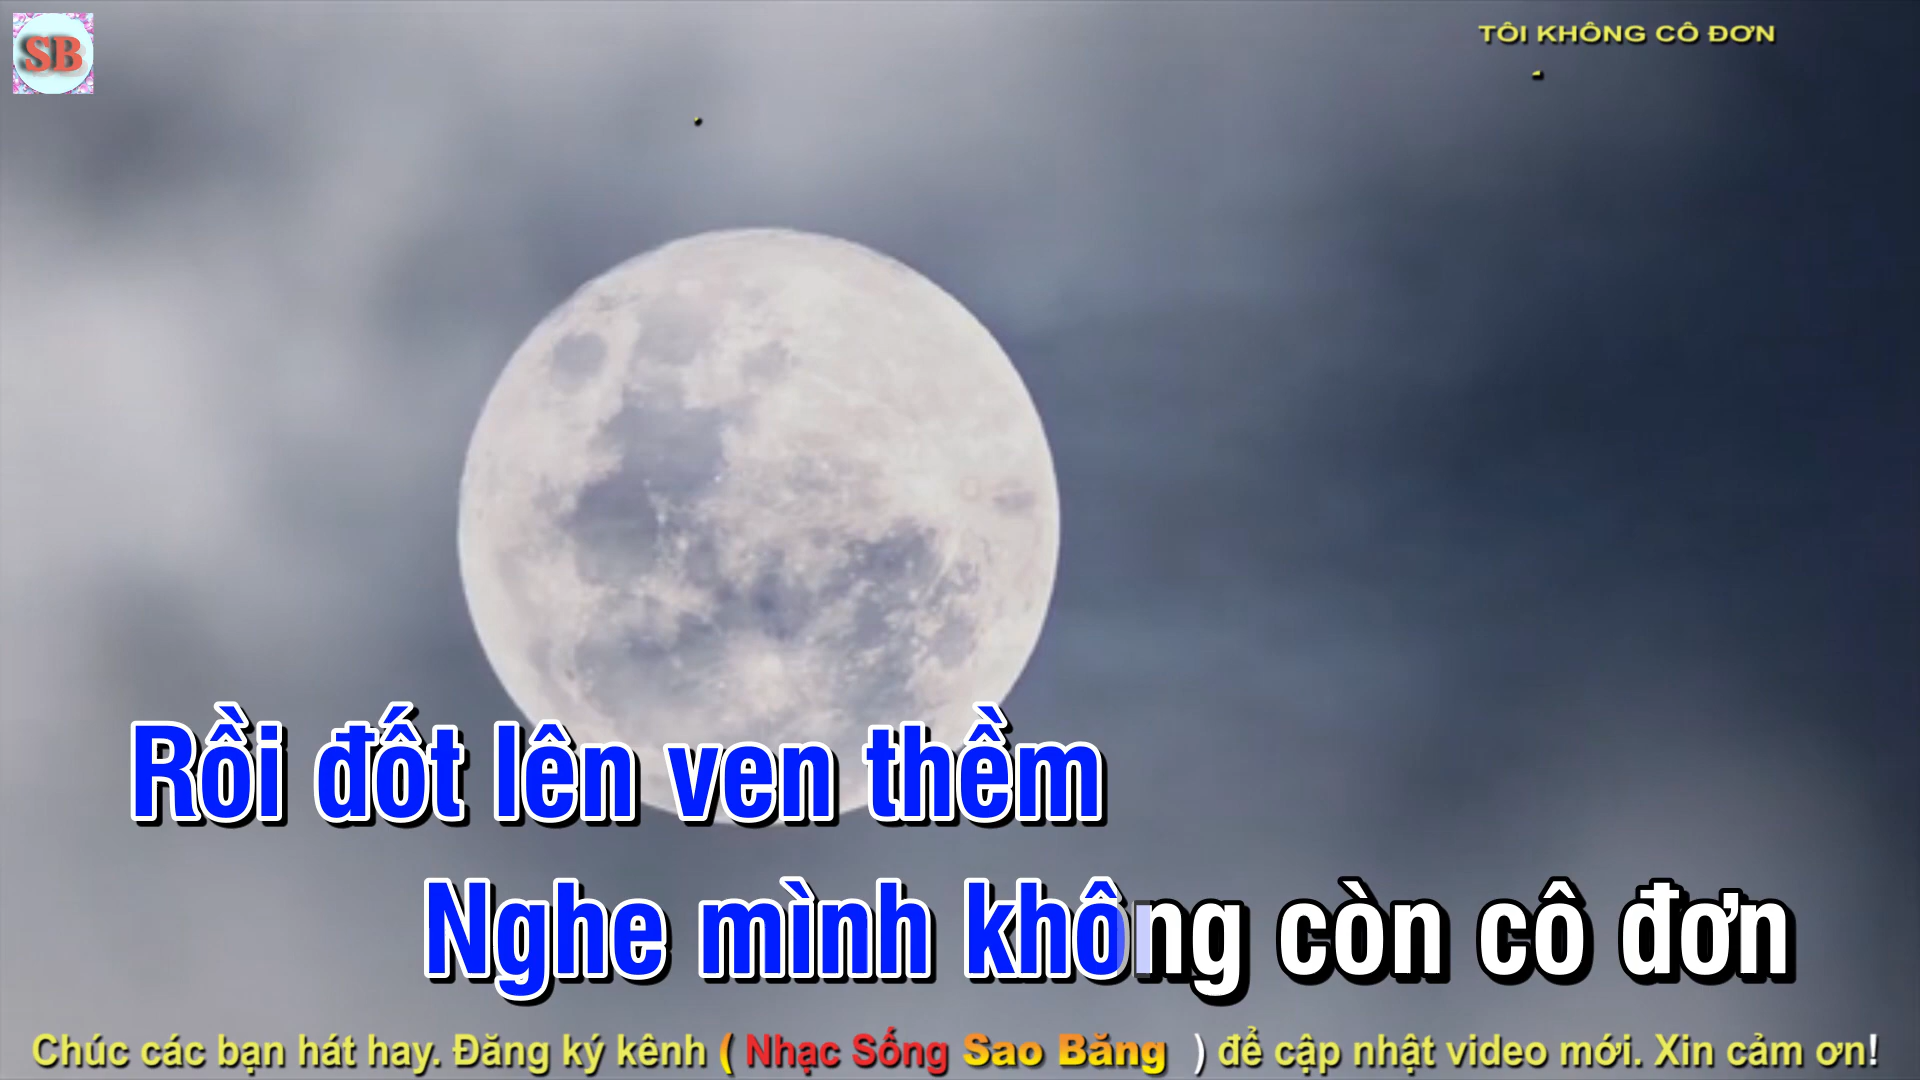 SB
TÔI KHÔNG CÔ ĐƠN
Rồi đốt lên ven thềm
Nghe mình không còn cô đơn
Chúc các bạn hát hay. Đăng ký kênh ( Nhạc Sống Sao Băng ) để cập nhật video mới. Xin cảm ơn!